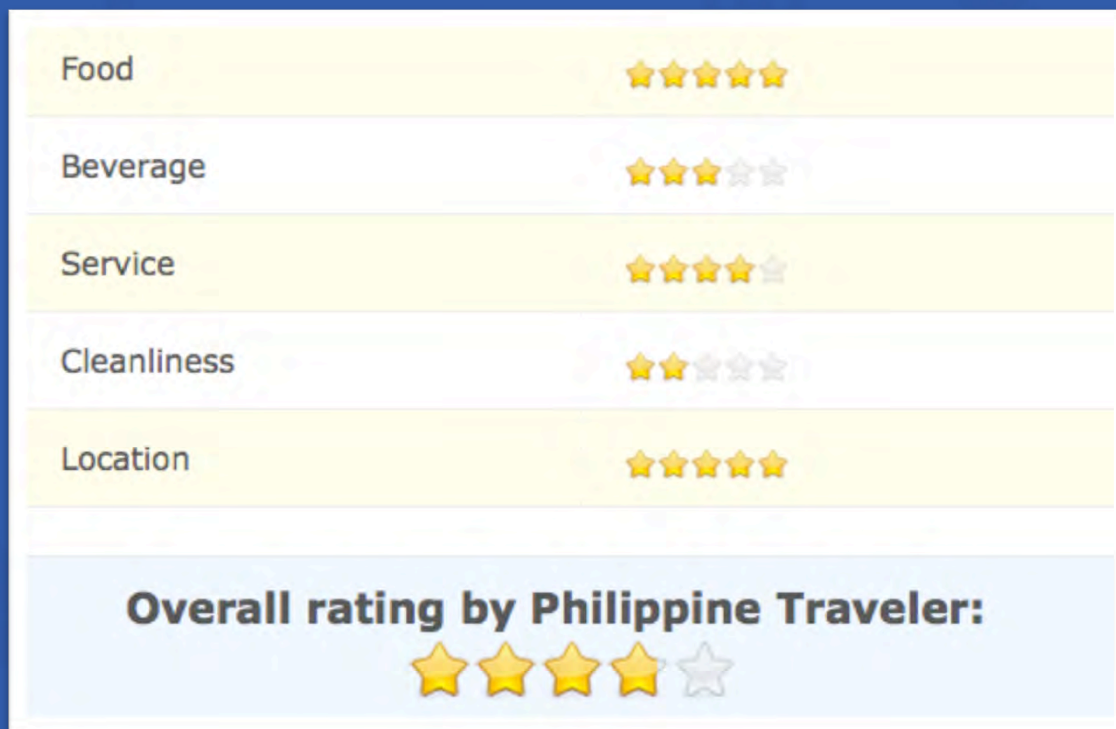 Food
Beverage
Service
Cleanliness
Location
Overall rating by Philippine Traveler: